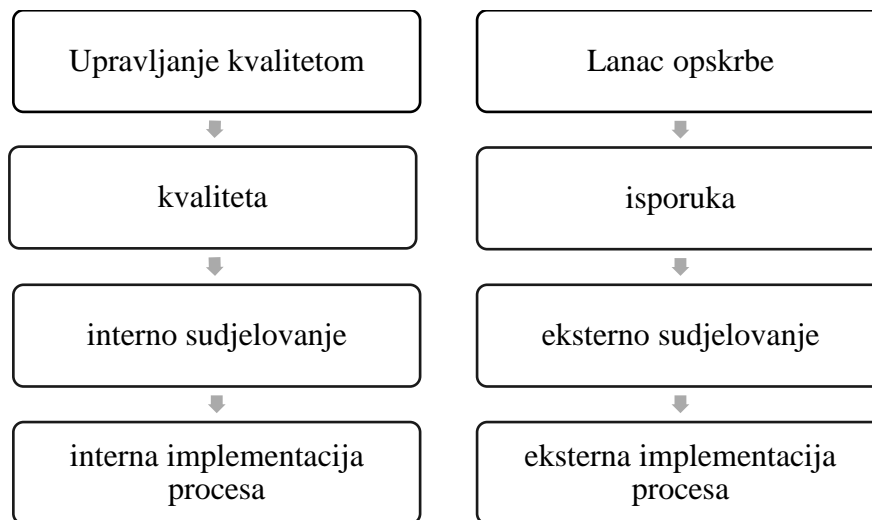 Upravljanje kvalitetom
kvaliteta
interno sudjelovanje
interna implementacija
procesa
Lanac opskrbe
isporuka
eksterno sudjelovanje
eksterna implementacija
procesa